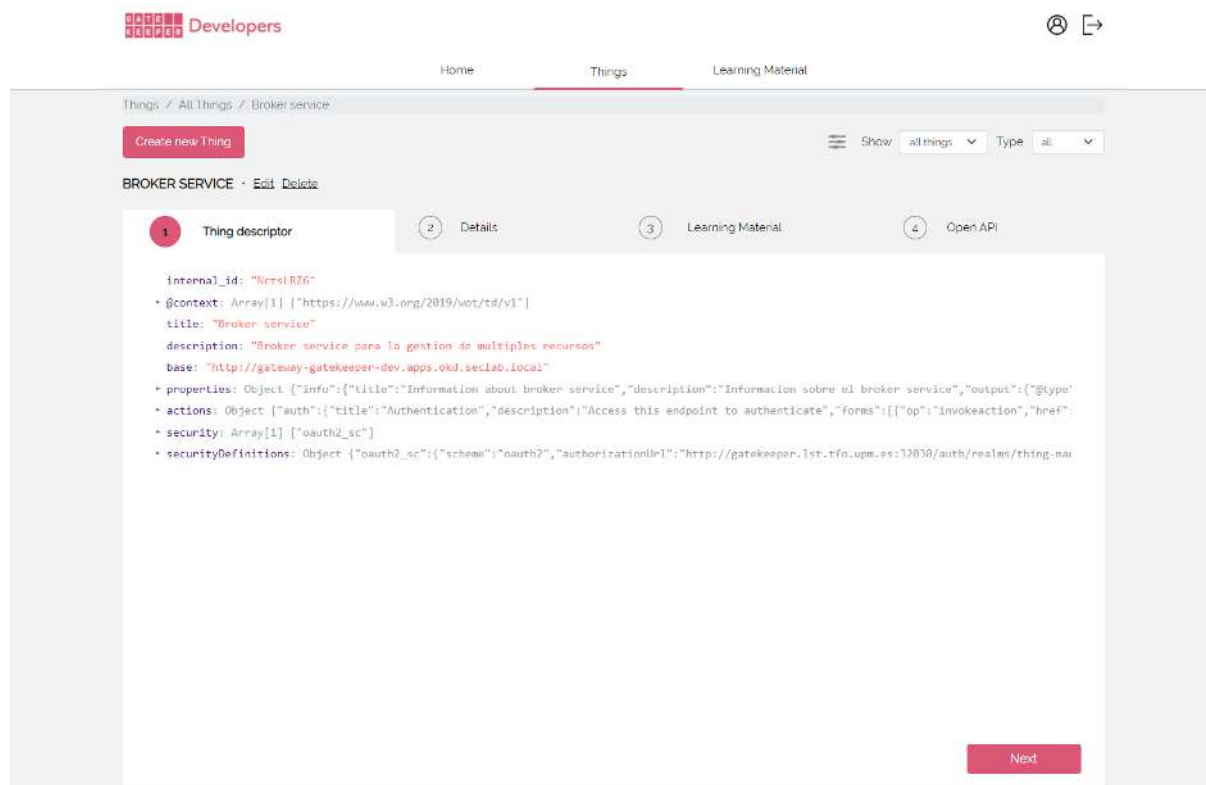 GATE
KEEPER Developers
Home Things Learning Material
Things / All Things / Broker service
Create new Thing Show all things Type all
BROKER SERVICE · Edit Delete
1 Thing descriptor 2 Details 3 Learning Material 4 Open API
internal_id:
@context: Array[1] ["https://www.w3.org/2019/wot/td/v1"]
title: "Broker service"
description: "Broker service para la gestion de multiples recursos"
base: "http://gateway-gatekeeper-dev.apps.okd.seclab.local"
properties: Object {"info":{"title":"Information about broker service","description":"Informacion sobre el broker service","output":{"@type"
actions: Object {"auth":{"title":"Authentication","description":"Access this endpoint to authenticate","forms":[{"op":"invokeaction","href":
security: Array[1] ["oauth2_sc"]
securityDefinitions: Object {"oauth2_sc":{"scheme":"oauth2","authorizationUrl":"http://gatekeeper.lst.tfo.upm.es:32030/auth/realms/thing-mar
Next